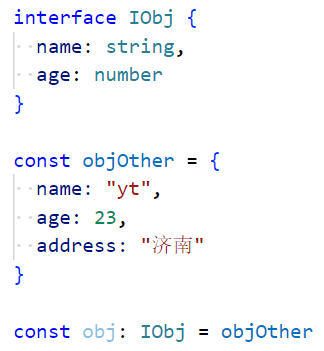 interface IObj {
name: string,
age: number
}
const objOther = {
name: "yt",
age: 23,
address: "济南"
}
const obj: IObj = objOther